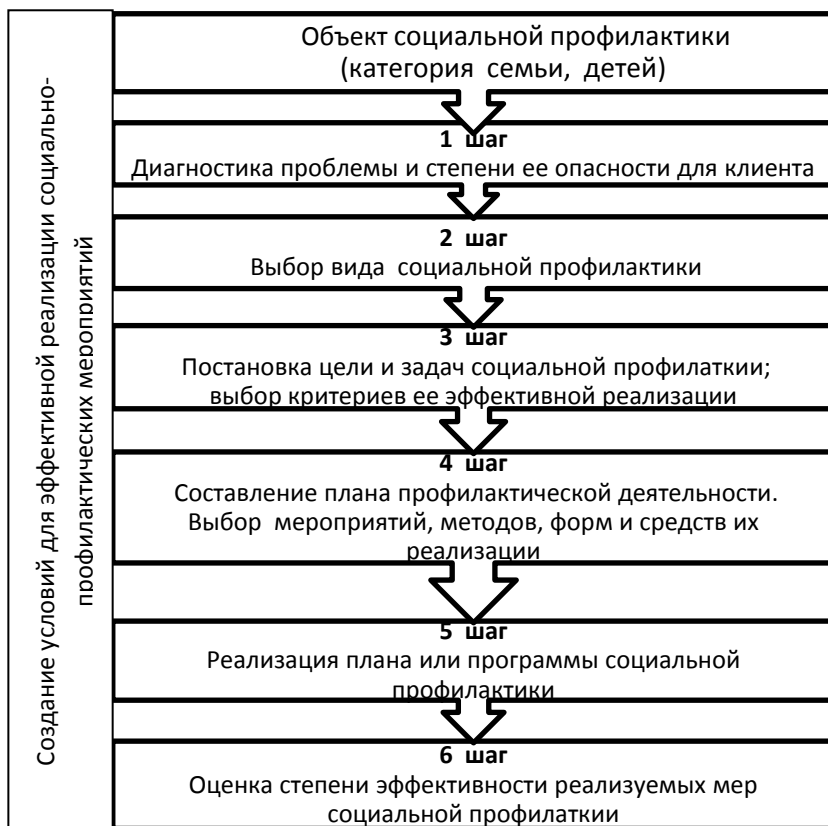 Создание условий для эффективной реализации социально-
профилактических мероприятий
Объект социальной профилактики
(категория семьи, детей)
1 шаг
Диагностика проблемы и степени ее опасности для клиента
2 шаг
Выбор вида социальной профилактики
3 шаг
Постановка цели и задач социальной профилаткии;
выбор критериев ее эффективной реализации
4 шаг
Составление плана профилактической деятельности.
Выбор мероприятий, методов, форм и средств их
реализации
5 шаг
Реализация плана или программы социальной
профилактики
6 шаг
Оценка степени эффективности реализуемых мер
социальной профилаткии